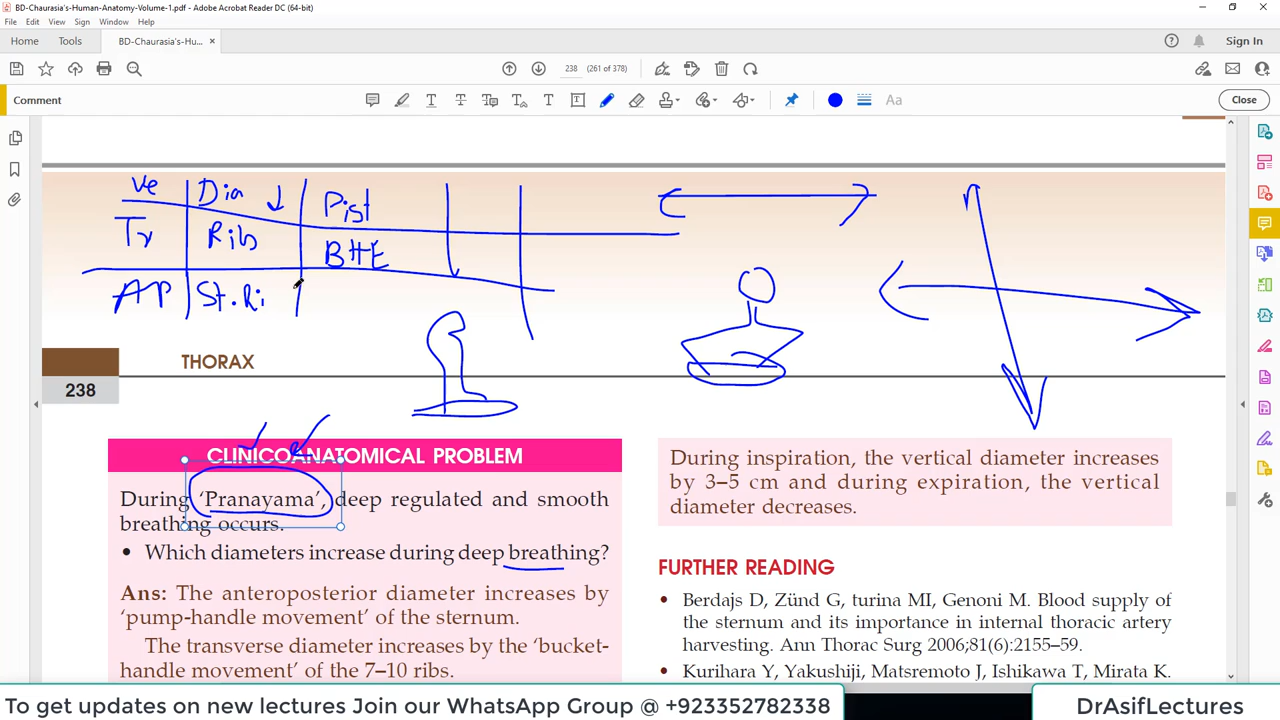 BD-Chaurasia's-Human-Anatomy-Volume-1.pdf - Adobe Acrobat Reader DC (64-bit)
File Edit View Sign Window Help
Home Tools BD-Chaurasia's-Hu... × Sign In
238 (261 of 378)
Comment Aa Close
Ve Dia ↓ Pist
Tr Rib BHE
AP St.Ri
THORAX
238
CLINICOANATOMICAL PROBLEM
During 'Pranayama', deep regulated and smooth
breathing occurs.
• Which diameters increase during deep breathing?
Ans: The anteroposterior diameter increases by
'pump-handle movement' of the sternum.
The transverse diameter increases by the 'bucket-
handle movement' of the 7–10 ribs.
During inspiration, the vertical diameter increases
by 3–5 cm and during expiration, the vertical
diameter decreases.
FURTHER READING
• Berdajs D, Zünd G, turina MI, Genoni M. Blood supply of
the sternum and its importance in internal thoracic artery
harvesting. Ann Thorac Surg 2006;81(6):2155–59.
• Kurihara Y, Yakushiji, Matsremoto J, Ishikawa T, Mirata K.
To get updates on new lectures Join our WhatsApp Group @ +923352782338
DrAsifLectures